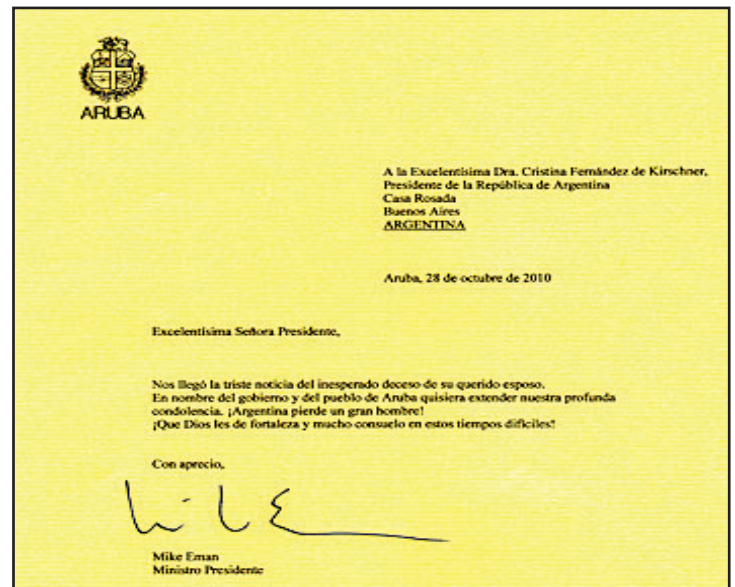 ARUBA
A la Excelentísima Dra. Cristina Fernández de Kirschner,
Presidente de la República de Argentina
Casa Rosada
Buenos Aires
ARGENTINA
Aruba, 28 de octubre de 2010
Excelentísima Señora Presidente,
Nos llegó la triste noticia del inesperado deceso de su querido esposo.
En nombre del gobierno y del pueblo de Aruba quisiera extender nuestra profunda
condolencia. ¡Argentina pierde un gran hombre!
¡Que Dios les de fortaleza y mucho consuelo en estos tiempos difíciles!
Con aprecio,
Mike Eman
Ministro Presidente